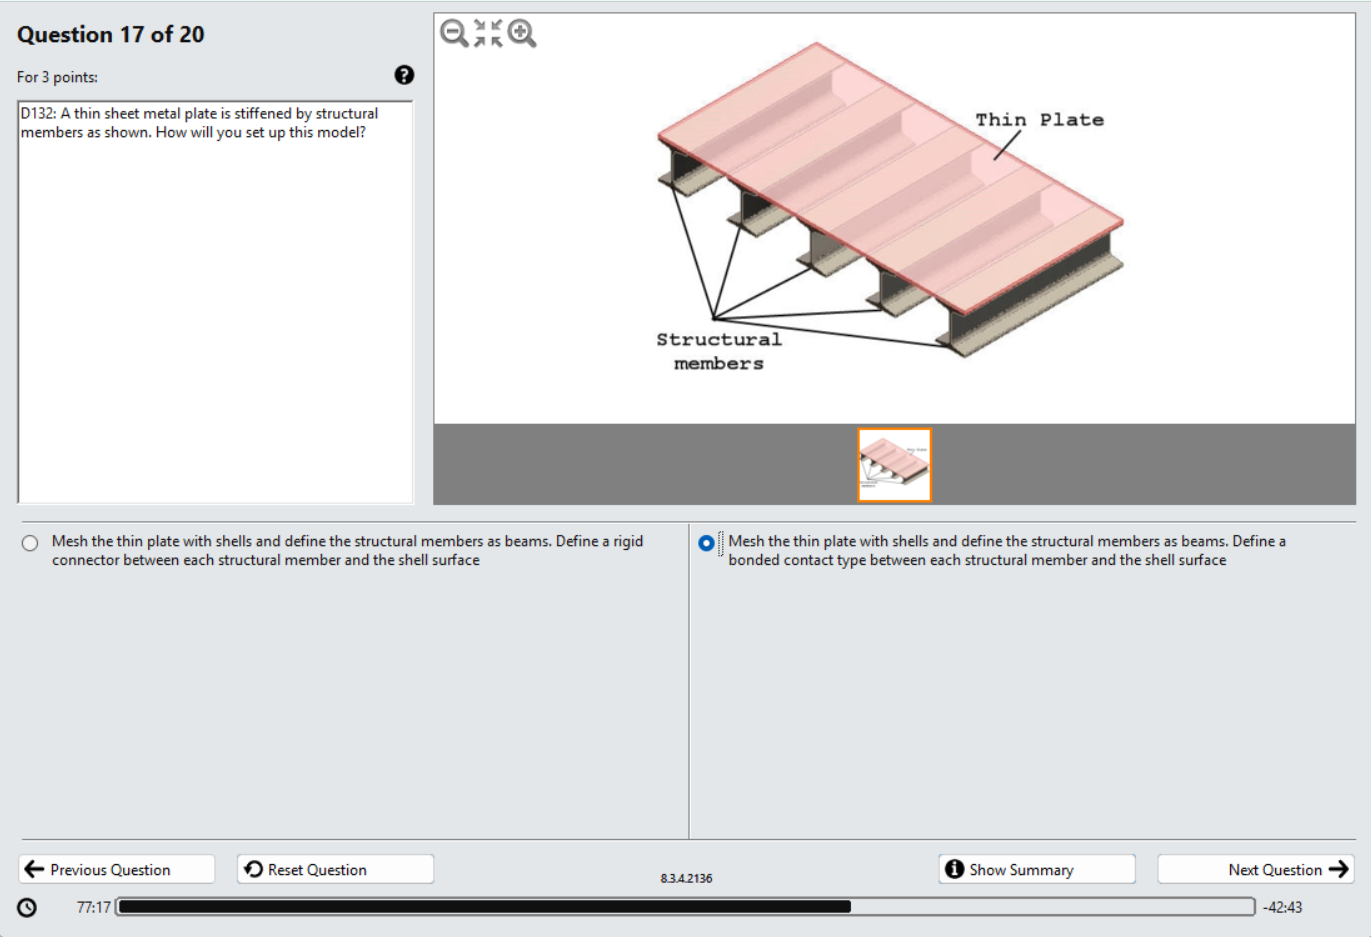 Question 17 of 20
For 3 points:
D132: A thin sheet metal plate is stiffened by structural
members as shown. How will you set up this model?
Thin Plate
Structural
members
Mesh the thin plate with shells and define the structural members as beams. Define a rigid
connector between each structural member and the shell surface
Mesh the thin plate with shells and define the structural members as beams. Define a
bonded contact type between each structural member and the shell surface
Previous Question
Reset Question
8.3.4.2136
Show Summary
Next Question
77:17
-42:43